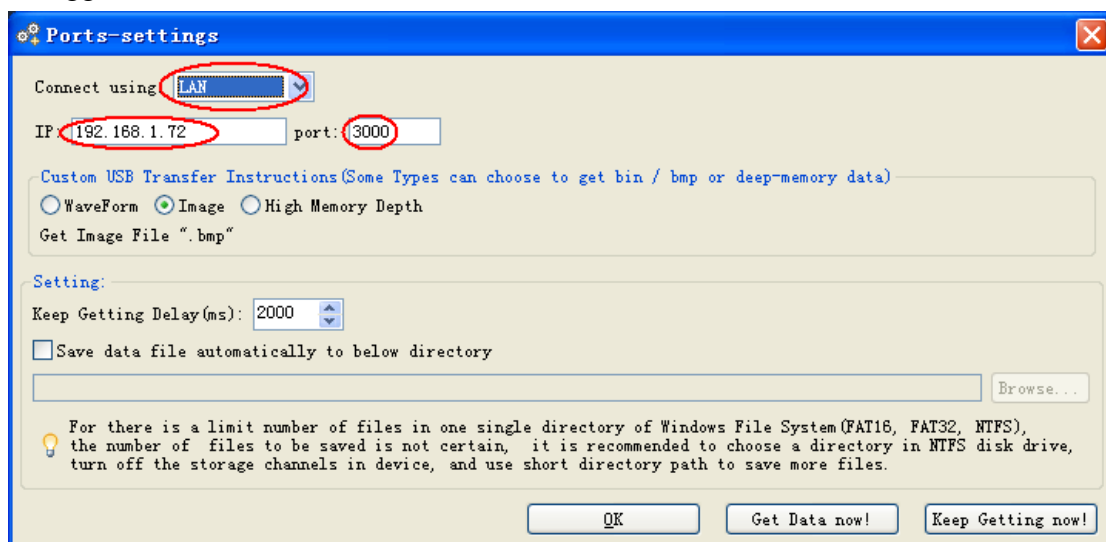 Ports-settings
Connect using LAN
IP: 192.168.1.72 port: 3000
Custom USB Transfer Instructions(Some Types can choose to get bin / bmp or deep-memory data)
WaveForm Image High Memory Depth
Get Image File ".bmp"
Setting:
Keep Getting Delay(ms): 2000
Save data file automatically to below directory
Browse...
For there is a limit number of files in one single directory of Windows File System(FAT16, FAT32, NTFS),
the number of files to be saved is not certain, it is recommended to choose a directory in NTFS disk drive,
turn off the storage channels in device, and use short directory path to save more files.
OK Get Data now! Keep Getting now!